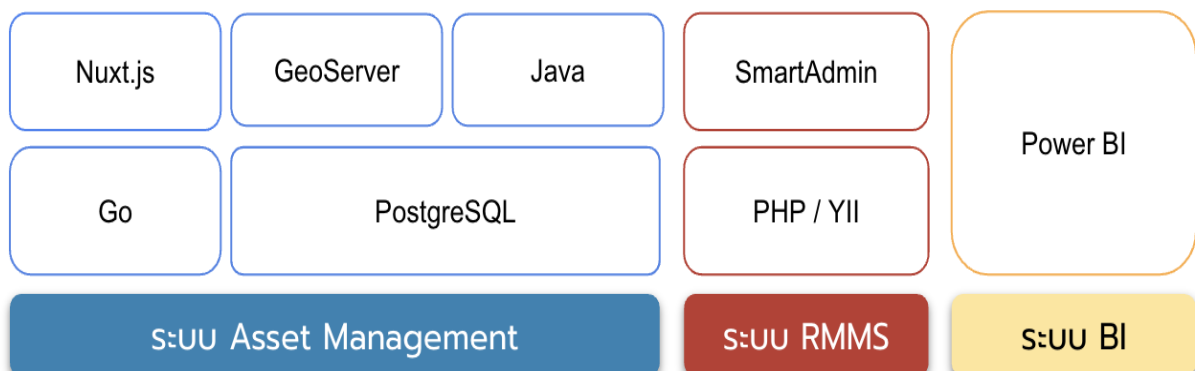 Nuxt.js
GeoServer
Java
SmartAdmin
Power BI
Go
PostgreSQL
PHP / YII
ระบบ Asset Management
ระบบ RMMS
ระบบ BI